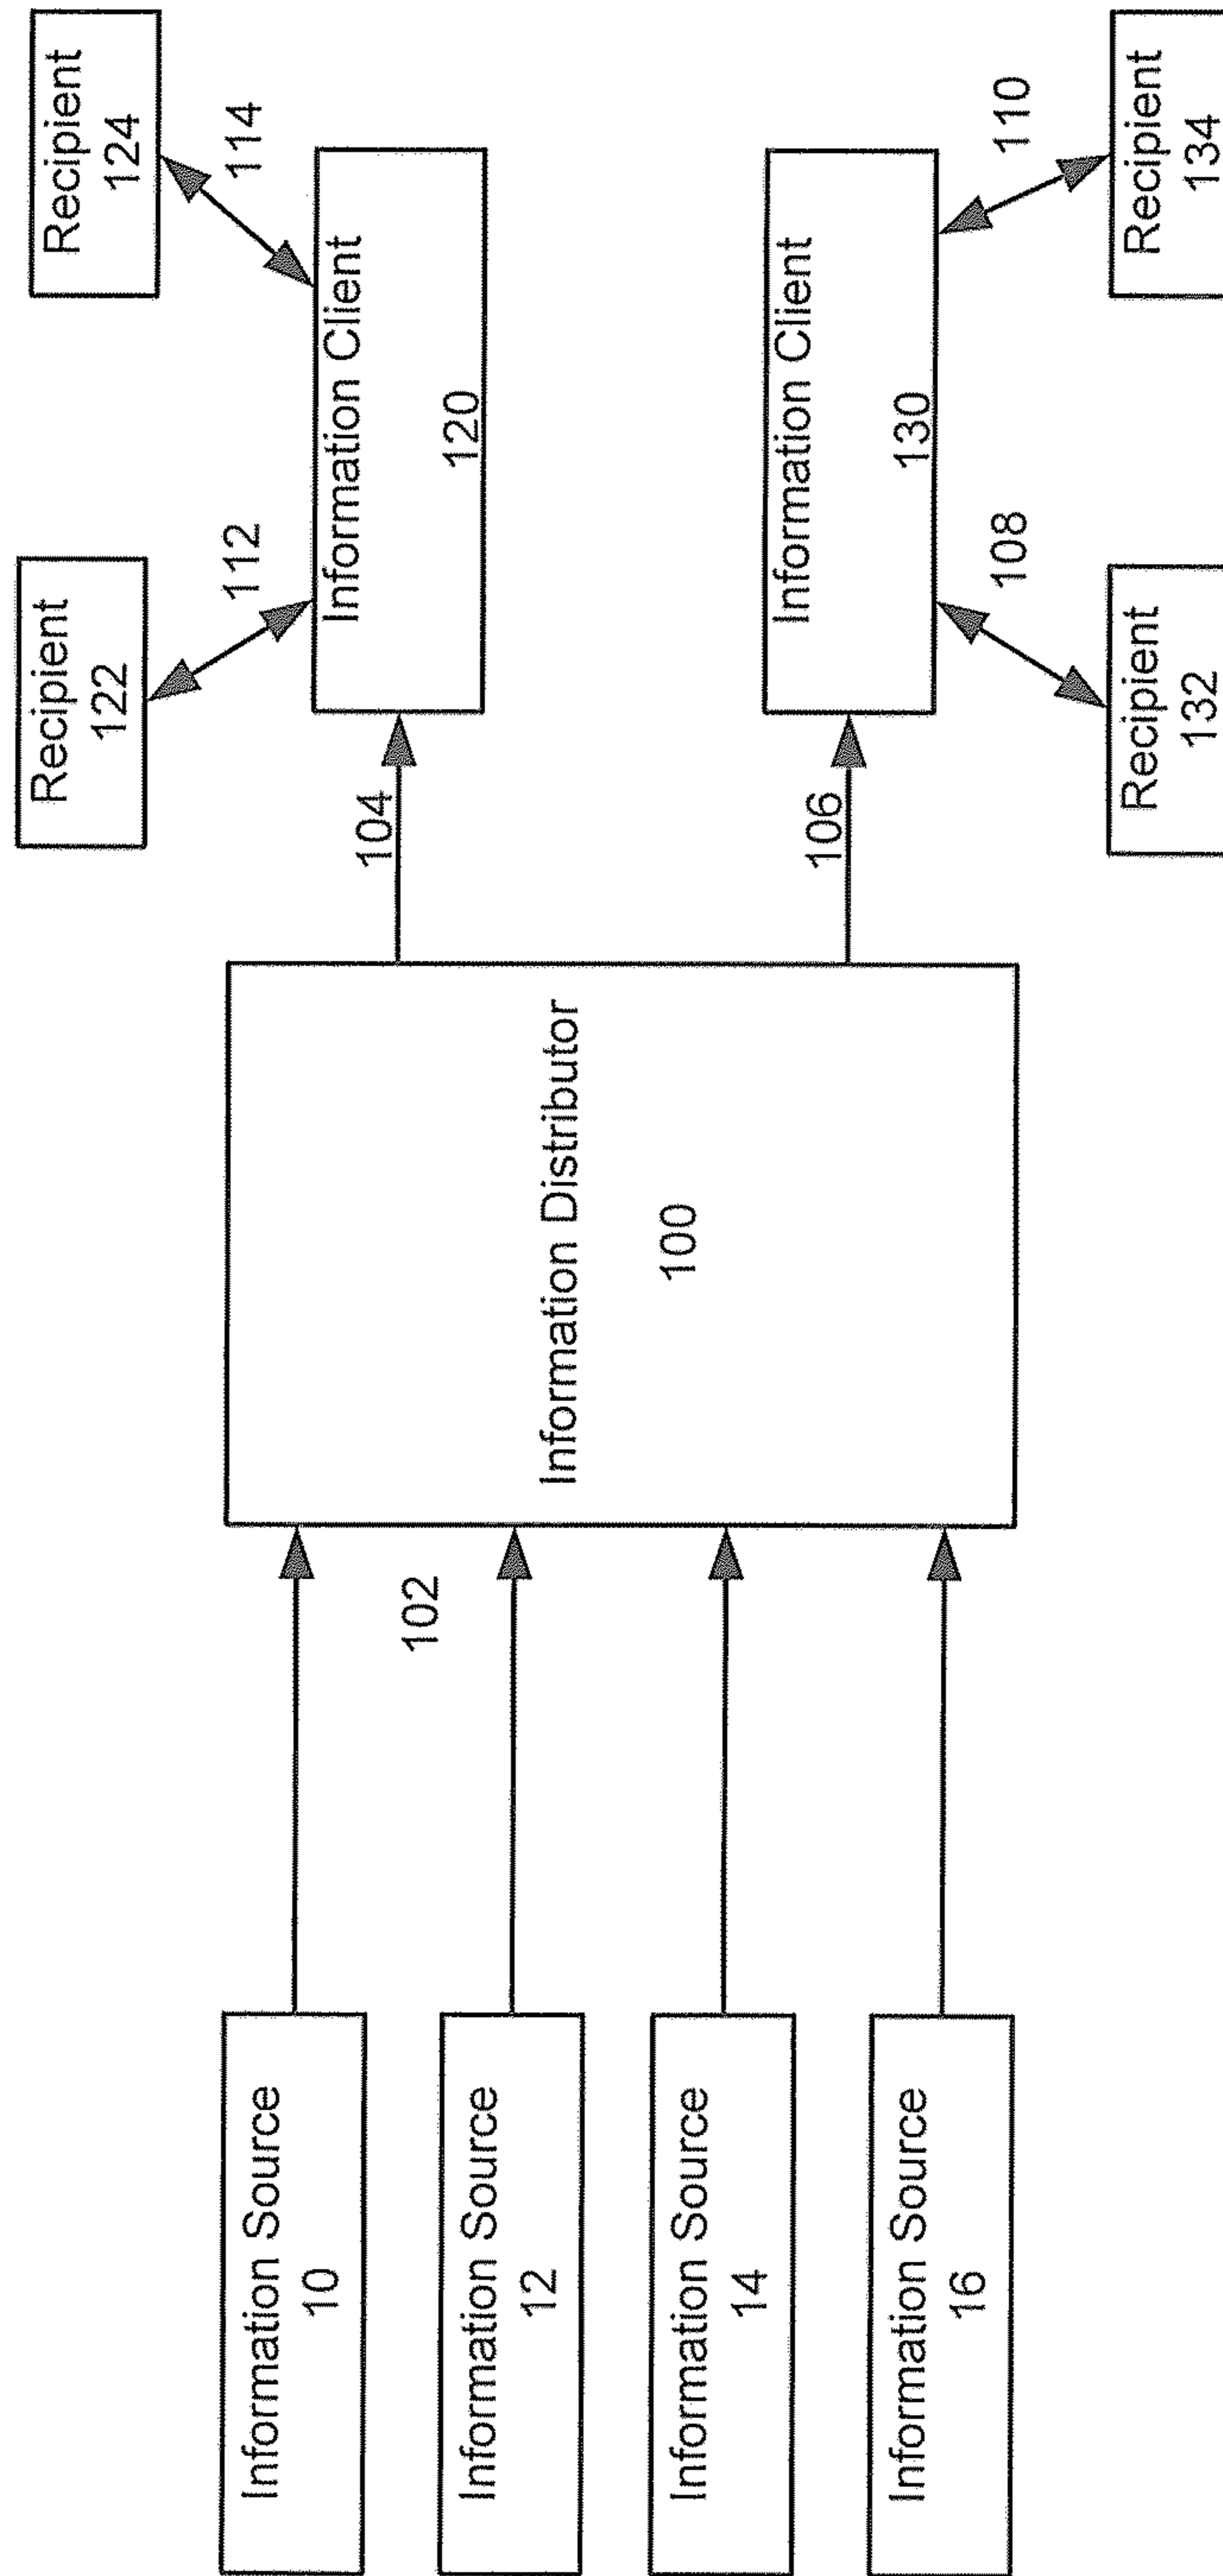 Information Source
10
Information Source
12
Information Source
14
Information Source
16
102
Information Distributor
100
104
106
Recipient
122
112
Recipient
124
114
Information Client
120
Information Client
130
108
110
Recipient
132
Recipient
134